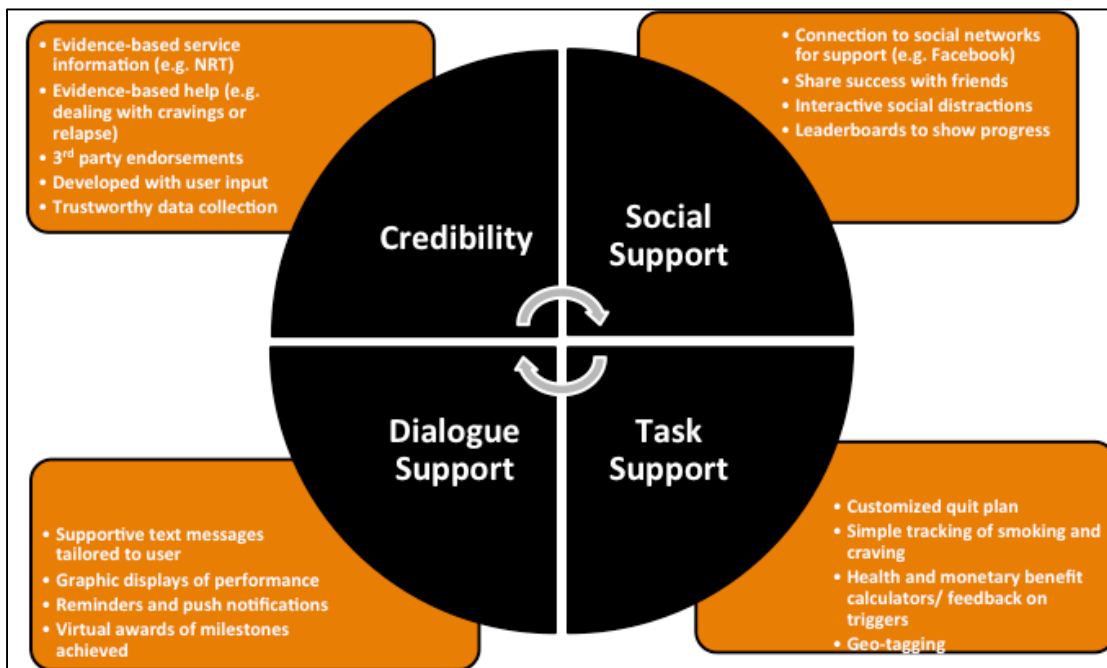 • Evidence-based service
information (e.g. NRT)
• Evidence-based help (e.g.
dealing with cravings or
relapse)
• 3rd party endorsements
• Developed with user input
• Trustworthy data collection
• Connection to social networks
for support (e.g. Facebook)
• Share success with friends
• Interactive social distractions
• Leaderboards to show progress
Credibility
Social
Support
Dialogue
Support
Task
Support
• Supportive text messages
tailored to user
• Graphic displays of performance
• Reminders and push notifications
• Virtual awards of milestones
achieved
• Customized quit plan
• Simple tracking of smoking and
craving
• Health and monetary benefit
calculators/ feedback on
triggers
• Geo-tagging